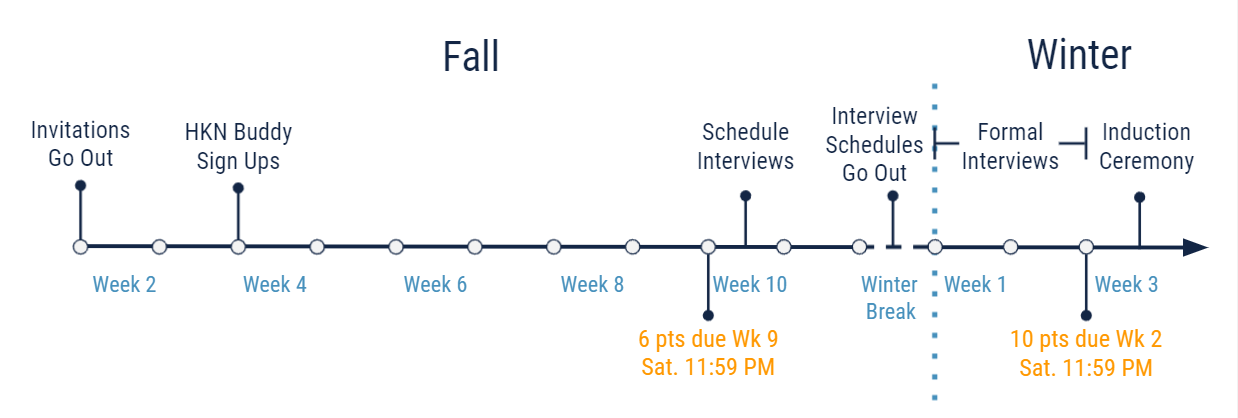 Fall
Winter
Invitations
Go Out
HKN Buddy
Sign Ups
Schedule
Interviews
Interview
Schedules
Go Out
Formal
Interviews
Induction
Ceremony
Week 2
Week 4
Week 6
Week 8
Week 10
Winter
Break
Week 1
Week 3
6 pts due Wk 9
Sat. 11:59 PM
10 pts due Wk 2
Sat. 11:59 PM